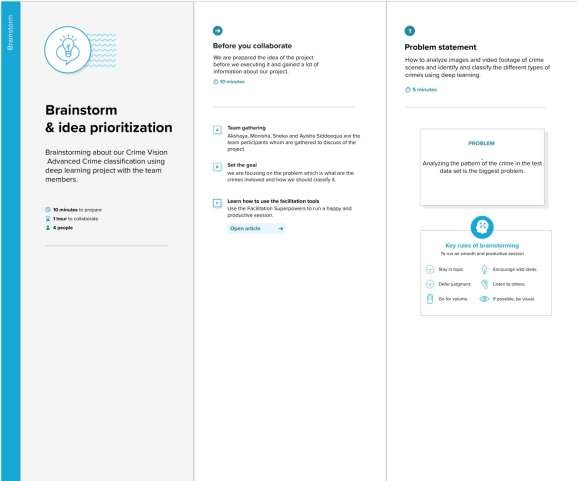 Brainstorm
Brainstorm
& idea prioritization
Brainstorming about our Crime Vision
Advanced Crime classification using
deep learning project with the team
members.
10 minutes to prepare
1 hour to collaborate
4 people
Before you collaborate
We are prepared the idea of the project
before we executing it and gained a lot of
information about our project.
10 minutes
A
Team gathering
Akshaya, Monisha, Sneka and Aysha Siddeequa are the
team participants whom are gathered to discuss of the
project.
B
Set the goal
we are focusing on the problem which is what are the
crimes inovoled and how we should classify it.
C
Learn how to use the facilitation tools
Use the Facilitation Superpowers to run a happy and
productive session.
Open article
1
Problem statement
How to analyze images and video footage of crime
scenes and identify and classify the different types of
crimes using deep learning.
5 minutes
PROBLEM
Analyzing the pattern of the crime in the test
data set is the biggest problem.
Key rules of brainstorming
To run an smooth and productive session
Stay in topic.
Encourage wild ideas.
Defer judgment.
Listen to others.
Go for volume.
If possible, be visual.